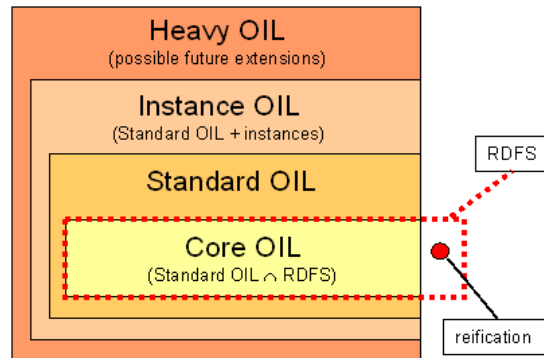 Heavy OIL
(possible future extensions)
Instance OIL
(Standard OIL + instances)
Standard OIL
Core OIL
(Standard OIL ∩ RDFS)
RDFS
reification